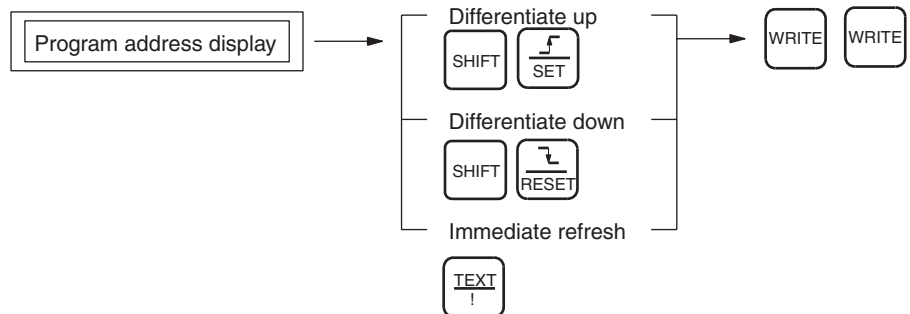 Program address display
Differentiate up
SHIFT
SET
Differentiate down
SHIFT
RESET
Immediate refresh
TEXT
!
WRITE
WRITE